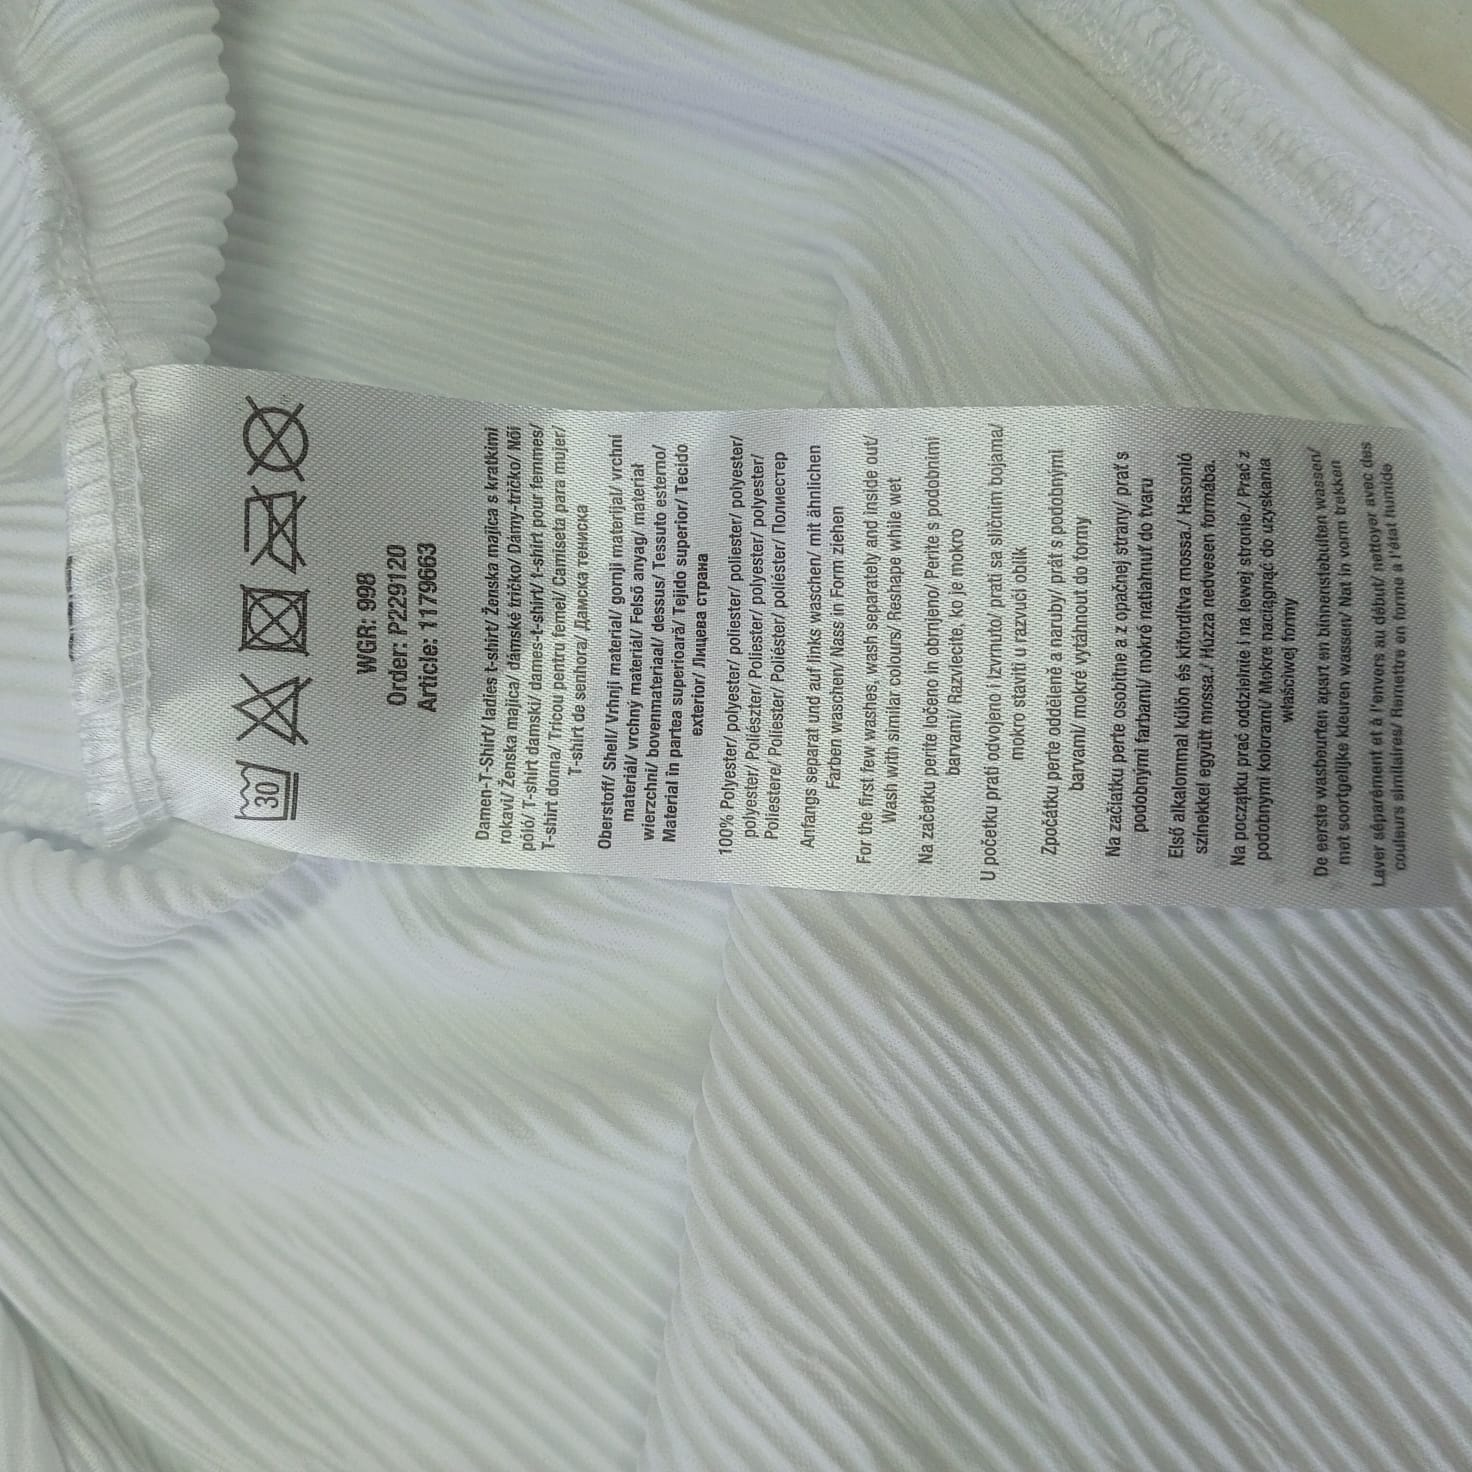 30
WGR: 998
Order: P229120
Article: 1179663
Damen-T-Shirt/ ladies t-shirt/ Ženska majica s kratkimi
rokavi/ Ženska majica/ dámské tričko/ Dámy-tričko/ Női
póló/ T-shirt damski/ dames-t-shirt/ t-shirt pour femmes/
T-shirt donna/ Tricou pentru femei/ Camiseta para mujer/
T-shirt de senhora/ Дамска тениска
Oberstoff/ Shell/ Vrhnji material/ gornji materijal/ vrchní
materiál/ vrchný materiál/ Felső anyag/ materiał
wierzchni/ bovenmateriaal/ dessus/ Tessuto esterno/
Material în partea superioară/ Tejido superior/ Tecido
exterior/ Лицева страна
100% Polyester/ polyester/ poliester/ poliester/ polyester/
polyester/ Poliészter/ Poliester/ polyester/ polyester/
Poliestere/ Poliester/ Poliéster/ poliéster/ Полиестер
Anfangs separat und auf links waschen/ mit ähnlichen
Farben waschen/ Nass in Form ziehen
For the first few washes, wash separately and inside out/
Wash with similar colours/ Reshape while wet
Na začetku perite ločeno in obrnjeno/ Perite s podobnimi
barvami/ Razvlecite, ko je mokro
U početku prati odvojeno i izvrnuto/ prati sa sličnim bojama/
mokro staviti u razvući oblik
Zpočátku perte odděleně a naruby/ prát s podobnými
barvami/ mokré vytáhnout do formy
Na začiatku perte osobitne a z opačnej strany/ prať s
podobnými farbami/ mokré natiahnuť do tvaru
Első alkalommal külön és kifordítva mossa./ Hasonló
színekkel együtt mossa./ Húzza nedvesen formába.
Na początku prać oddzielnie i na lewej stronie./ Prać z
podobnymi kolorami/ Mokre naciągnąć do uzyskania
właściwej formy
De eerste wasbeurten apart en binnenstebuiten wassen/
met soortgelijke kleuren wassen/ Nat in vorm trekken
Laver séparément et à l'envers au début/ nettoyer avec des
couleurs similaires/ Remettre en forme à l'état humide